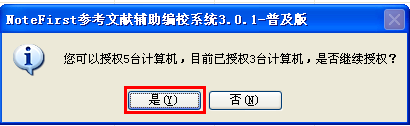 NoteFirst参考文献辅助编校系统3.0.1-普及版
您可以授权5台计算机，目前已授权3台计算机，是否继续授权？
是(Y) 否(N)